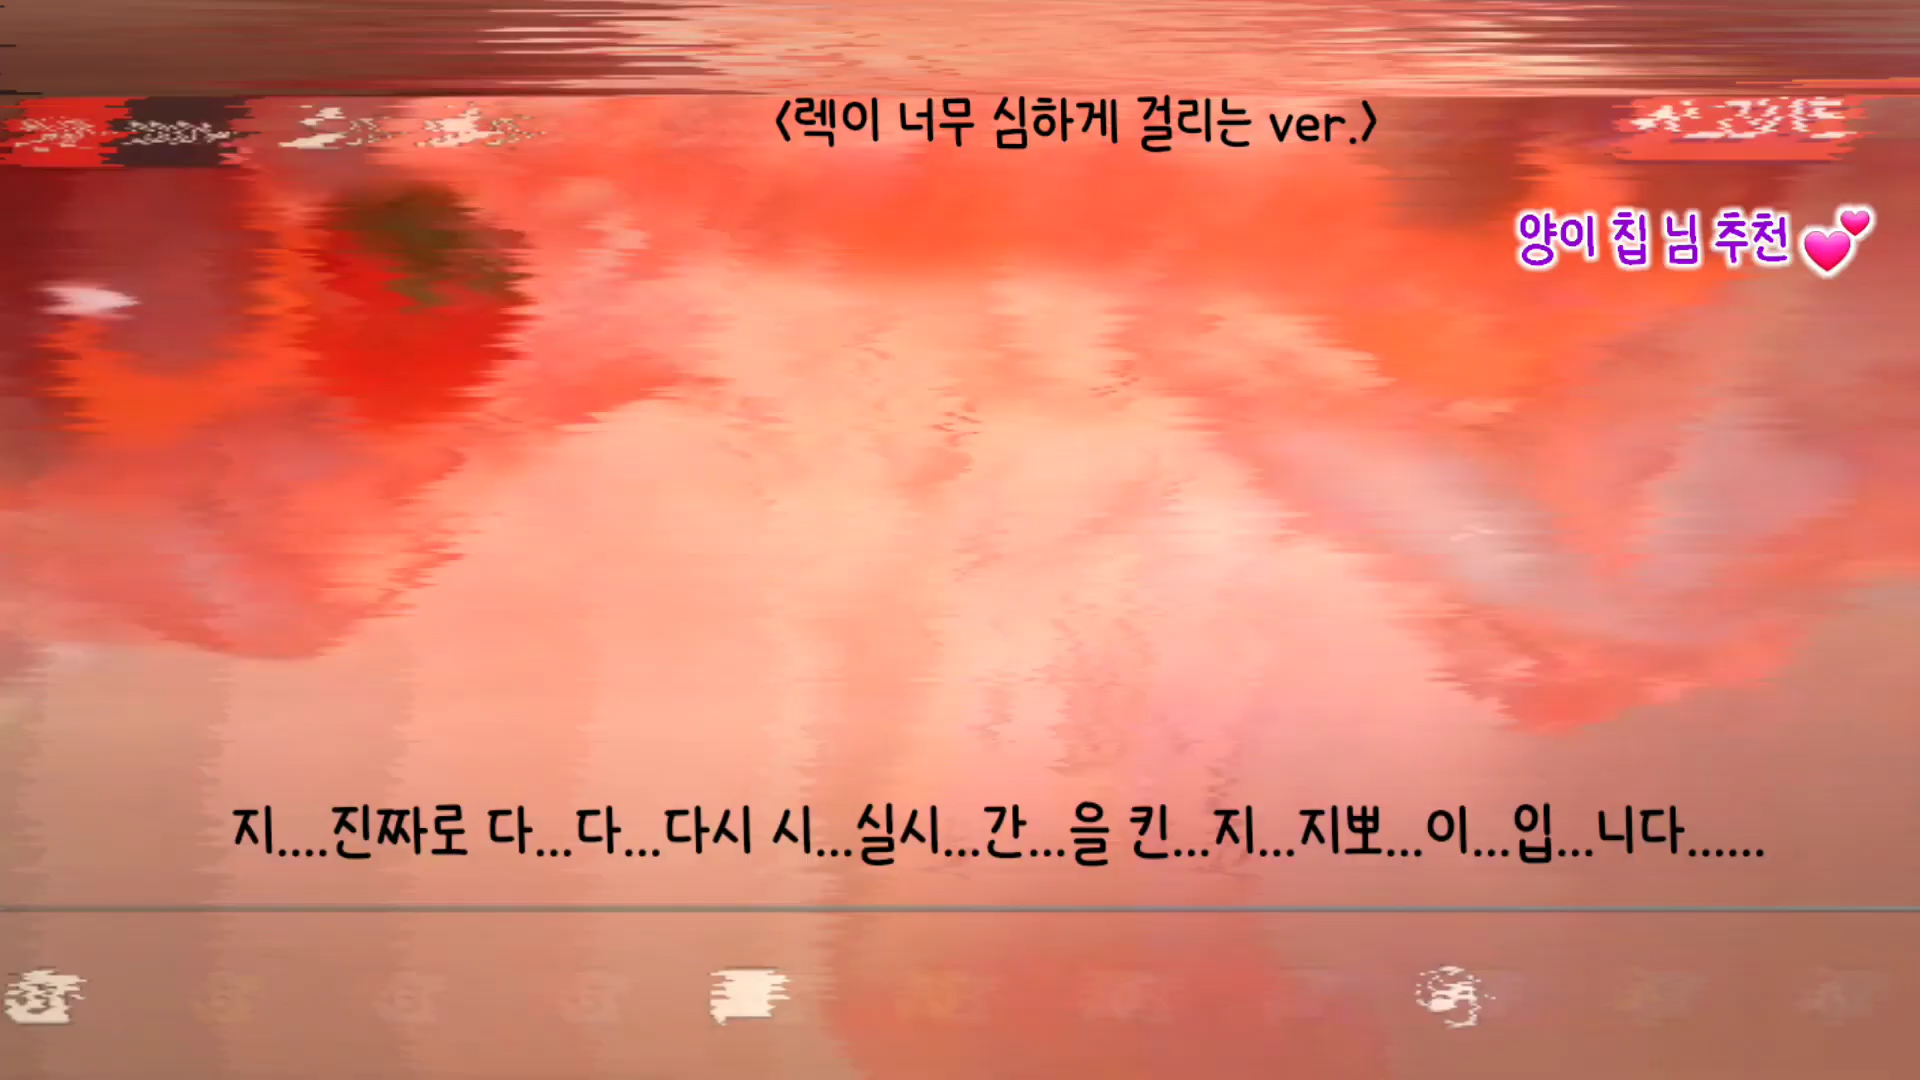 <렉이 너무 심하게 걸리는 ver.>
양이 칩 님 추천 💕
지....진짜로 다...다...다시 시...실시...간...을 킨...지...지뽀...이...입...니다......